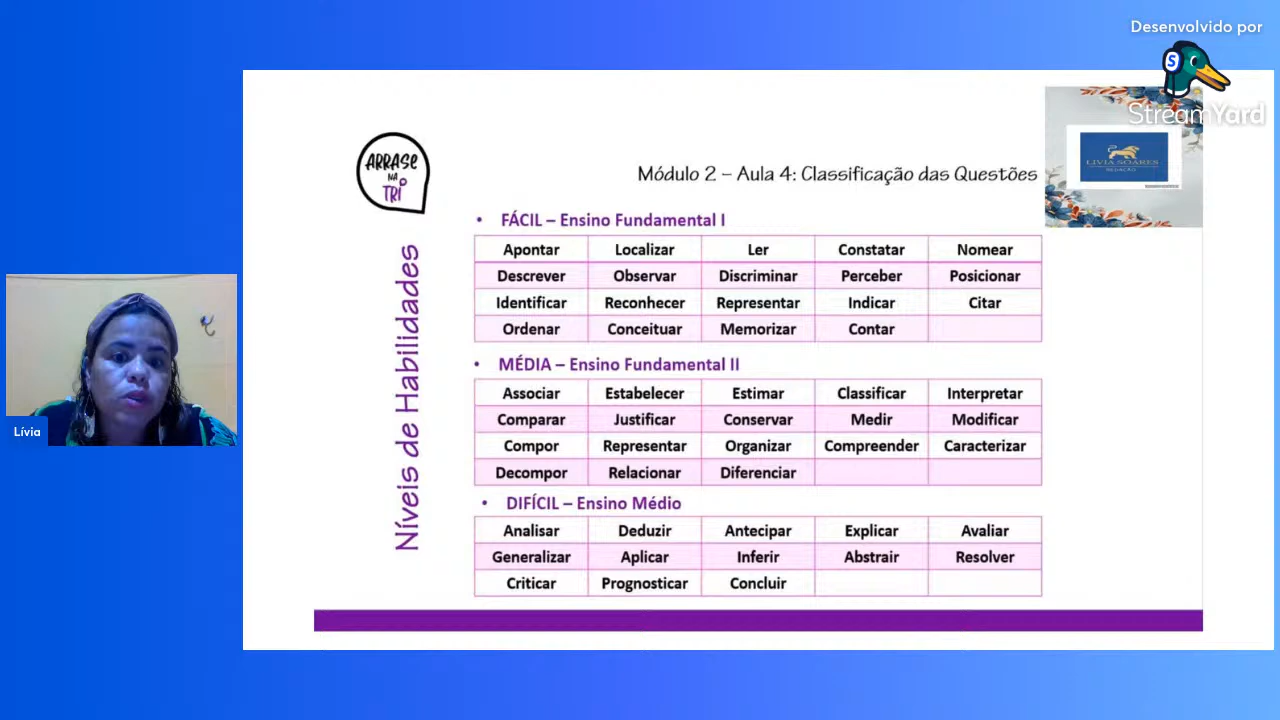 Desenvolvido por
StreamYard
LIVIA SOARES
REDAÇÃO
ARRASE
NA
TRI
Módulo 2 – Aula 4: Classificação das Questões
Níveis de Habilidades
• FÁCIL – Ensino Fundamental I
Apontar Localizar Ler Constatar Nomear
Descrever Observar Discriminar Perceber Posicionar
Identificar Reconhecer Representar Indicar Citar
Ordenar Conceituar Memorizar Contar
• MÉDIA – Ensino Fundamental II
Associar Estabelecer Estimar Classificar Interpretar
Comparar Justificar Conservar Medir Modificar
Compor Representar Organizar Compreender Caracterizar
Decompor Relacionar Diferenciar
• DIFÍCIL – Ensino Médio
Analisar Deduzir Antecipar Explicar Avaliar
Generalizar Aplicar Inferir Abstrair Resolver
Criticar Prognosticar Concluir
Lívia